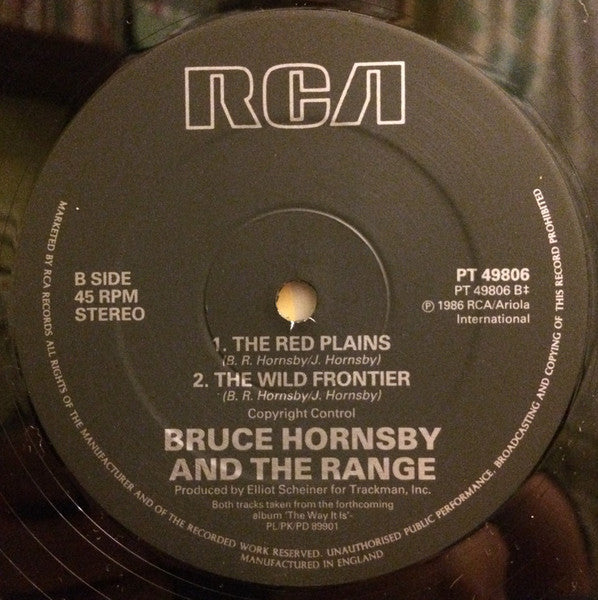 RCA
B SIDE
45 RPM
STEREO
PT 49806
PT 49806 B‡
℗ 1986 RCA/Ariola
International
1. THE RED PLAINS
(B. R. Hornsby/J. Hornsby)
2. THE WILD FRONTIER
(B. R. Hornsby/J. Hornsby)
Copyright Control
BRUCE HORNSBY
AND THE RANGE
Produced by Elliot Scheiner for Trackman, Inc.
Both tracks taken from the forthcoming
album 'The Way It Is'-
PL/PK/PD 89901
MARKETED BY RCA RECORDS ALL RIGHTS OF THE MANUFACTURER AND OF THE RECORDED WORK RESERVED. UNAUTHORISED PUBLIC PERFORMANCE, BROADCASTING AND COPYING OF THIS RECORD PROHIBITED
MANUFACTURED IN ENGLAND